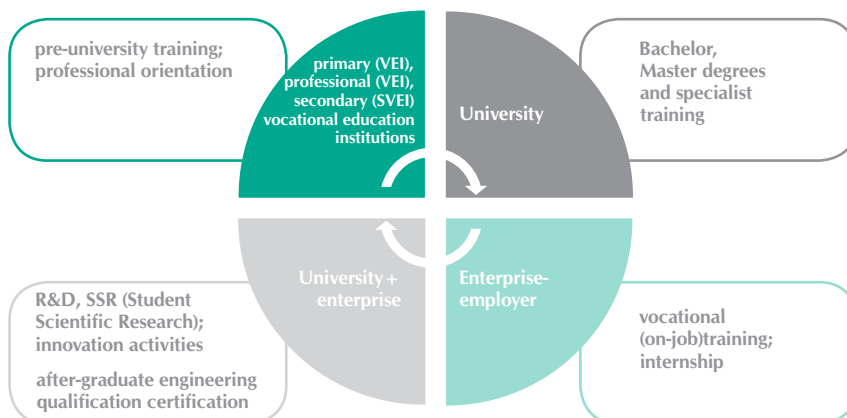 pre-university training;
professional orientation
primary (VEI),
professional (VEI),
secondary (SVEI)
vocational education
institutions
University
Bachelor,
Master degrees
and specialist
training
R&D, SSR (Student
Scientific Research);
innovation activities
after-graduate engineering
qualification certification
University +
enterprise
Enterprise-
employer
vocational
(on-job)training;
internship